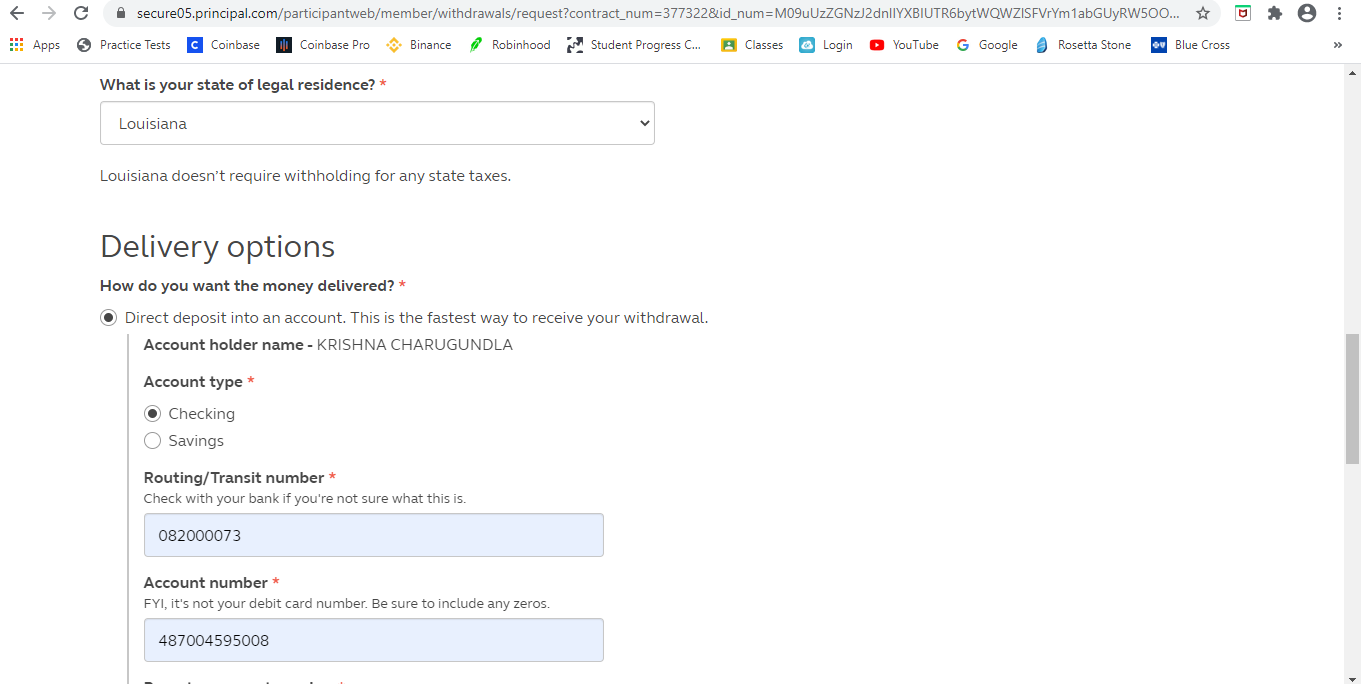 secure05.principal.com/participantweb/member/withdrawals/request?contract_num=377322&id_num=M09uUzZGNzJ2dnlIYXBIUTR6bytWQWZISFVrYm1abGUyRW5OO...
Apps Practice Tests Coinbase Coinbase Pro Binance Robinhood Student Progress C... Classes Login YouTube Google Rosetta Stone Blue Cross »
What is your state of legal residence? *
Louisiana
Louisiana doesn't require withholding for any state taxes.
Delivery options
How do you want the money delivered? *
Direct deposit into an account. This is the fastest way to receive your withdrawal.
Account holder name - KRISHNA CHARUGUNDLA
Account type *
Checking
Savings
Routing/Transit number *
Check with your bank if you're not sure what this is.
082000073
Account number *
FYI, it's not your debit card number. Be sure to include any zeros.
487004595008